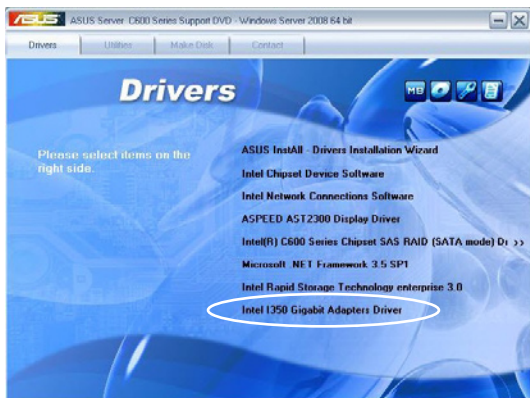 ASUS ASUS Server C600 Series Support DVD - Windows Server 2008 64 bit
Drivers Utilities Make Disk Contact
Drivers
MB
Please select items on the
right side.
ASUS InstAll - Drivers Installation Wizard
Intel Chipset Device Software
Intel Network Connections Software
ASPEED AST2300 Display Driver
Intel(R) C600 Series Chipset SAS RAID (SATA mode) Dr >>
Microsoft .NET Framework 3.5 SP1
Intel Rapid Storage Technology enterprise 3.0
Intel I350 Gigabit Adapters Driver